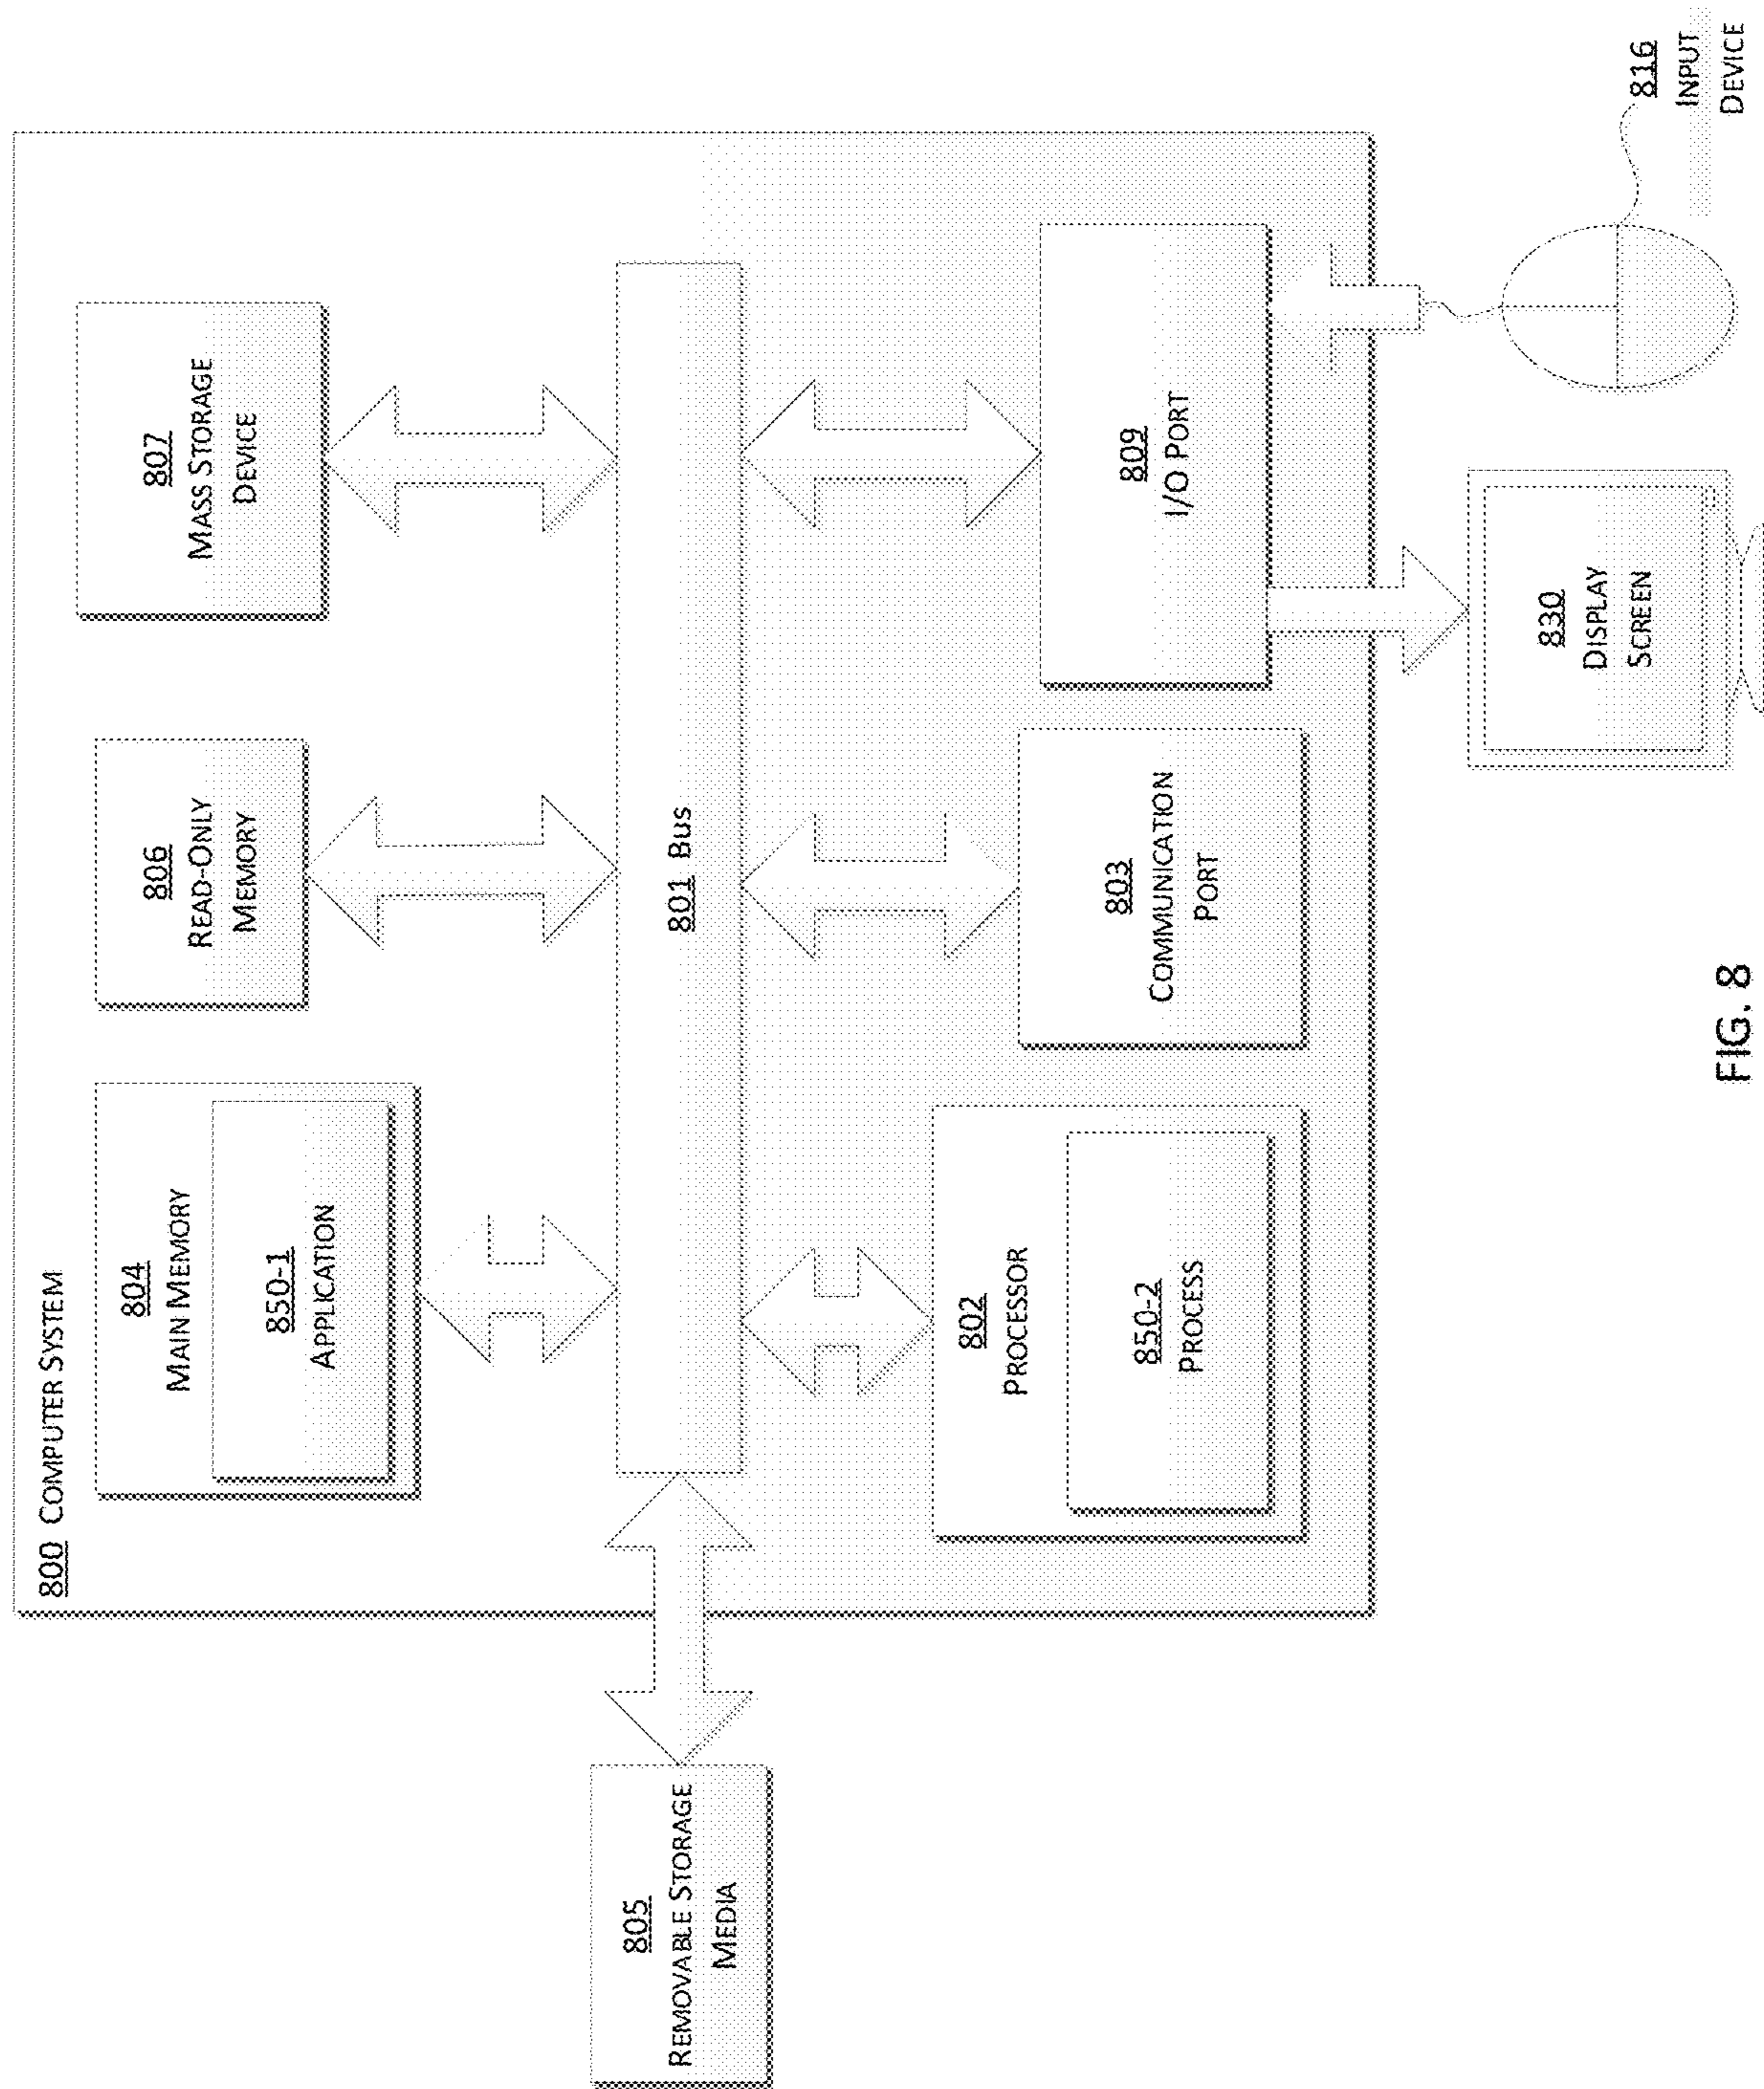 800 COMPUTER SYSTEM
804
MAIN MEMORY
850-1
APPLICATION
806
READ-ONLY
MEMORY
807
MASS STORAGE
DEVICE
805
REMOVABLE STORAGE
MEDIA
801 BUS
802
PROCESSOR
850-2
PROCESS
803
COMMUNICATION
PORT
809
I/O PORT
830
DISPLAY
SCREEN
816
INPUT
DEVICE
FIG. 8